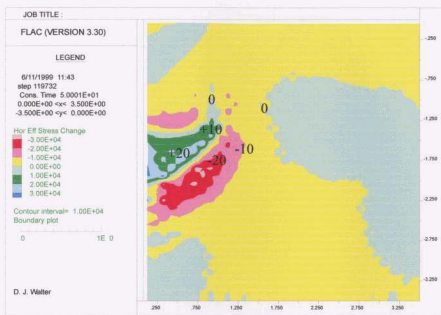 JOB TITLE :
FLAC (VERSION 3.30)
LEGEND
6/11/1999 11:43
step 119732
Cons. Time 5.0001E+01
0.000E+00 <x< 3.500E+00
-3.500E+00 <y< 0.000E+00
Hor Eff Stress Change
-3.00E+04
-2.00E+04
-1.00E+04
0.00E+00
1.00E+04
2.00E+04
3.00E+04
Contour interval= 1.00E+04
Boundary plot
0 1E 0
D. J. Walter
0
0
+10
-10
+20
-20
-.250
-.750
-1.250
-1.750
-2.250
-2.750
-3.250
.250 .750 1.250 1.750 2.250 2.750 3.250